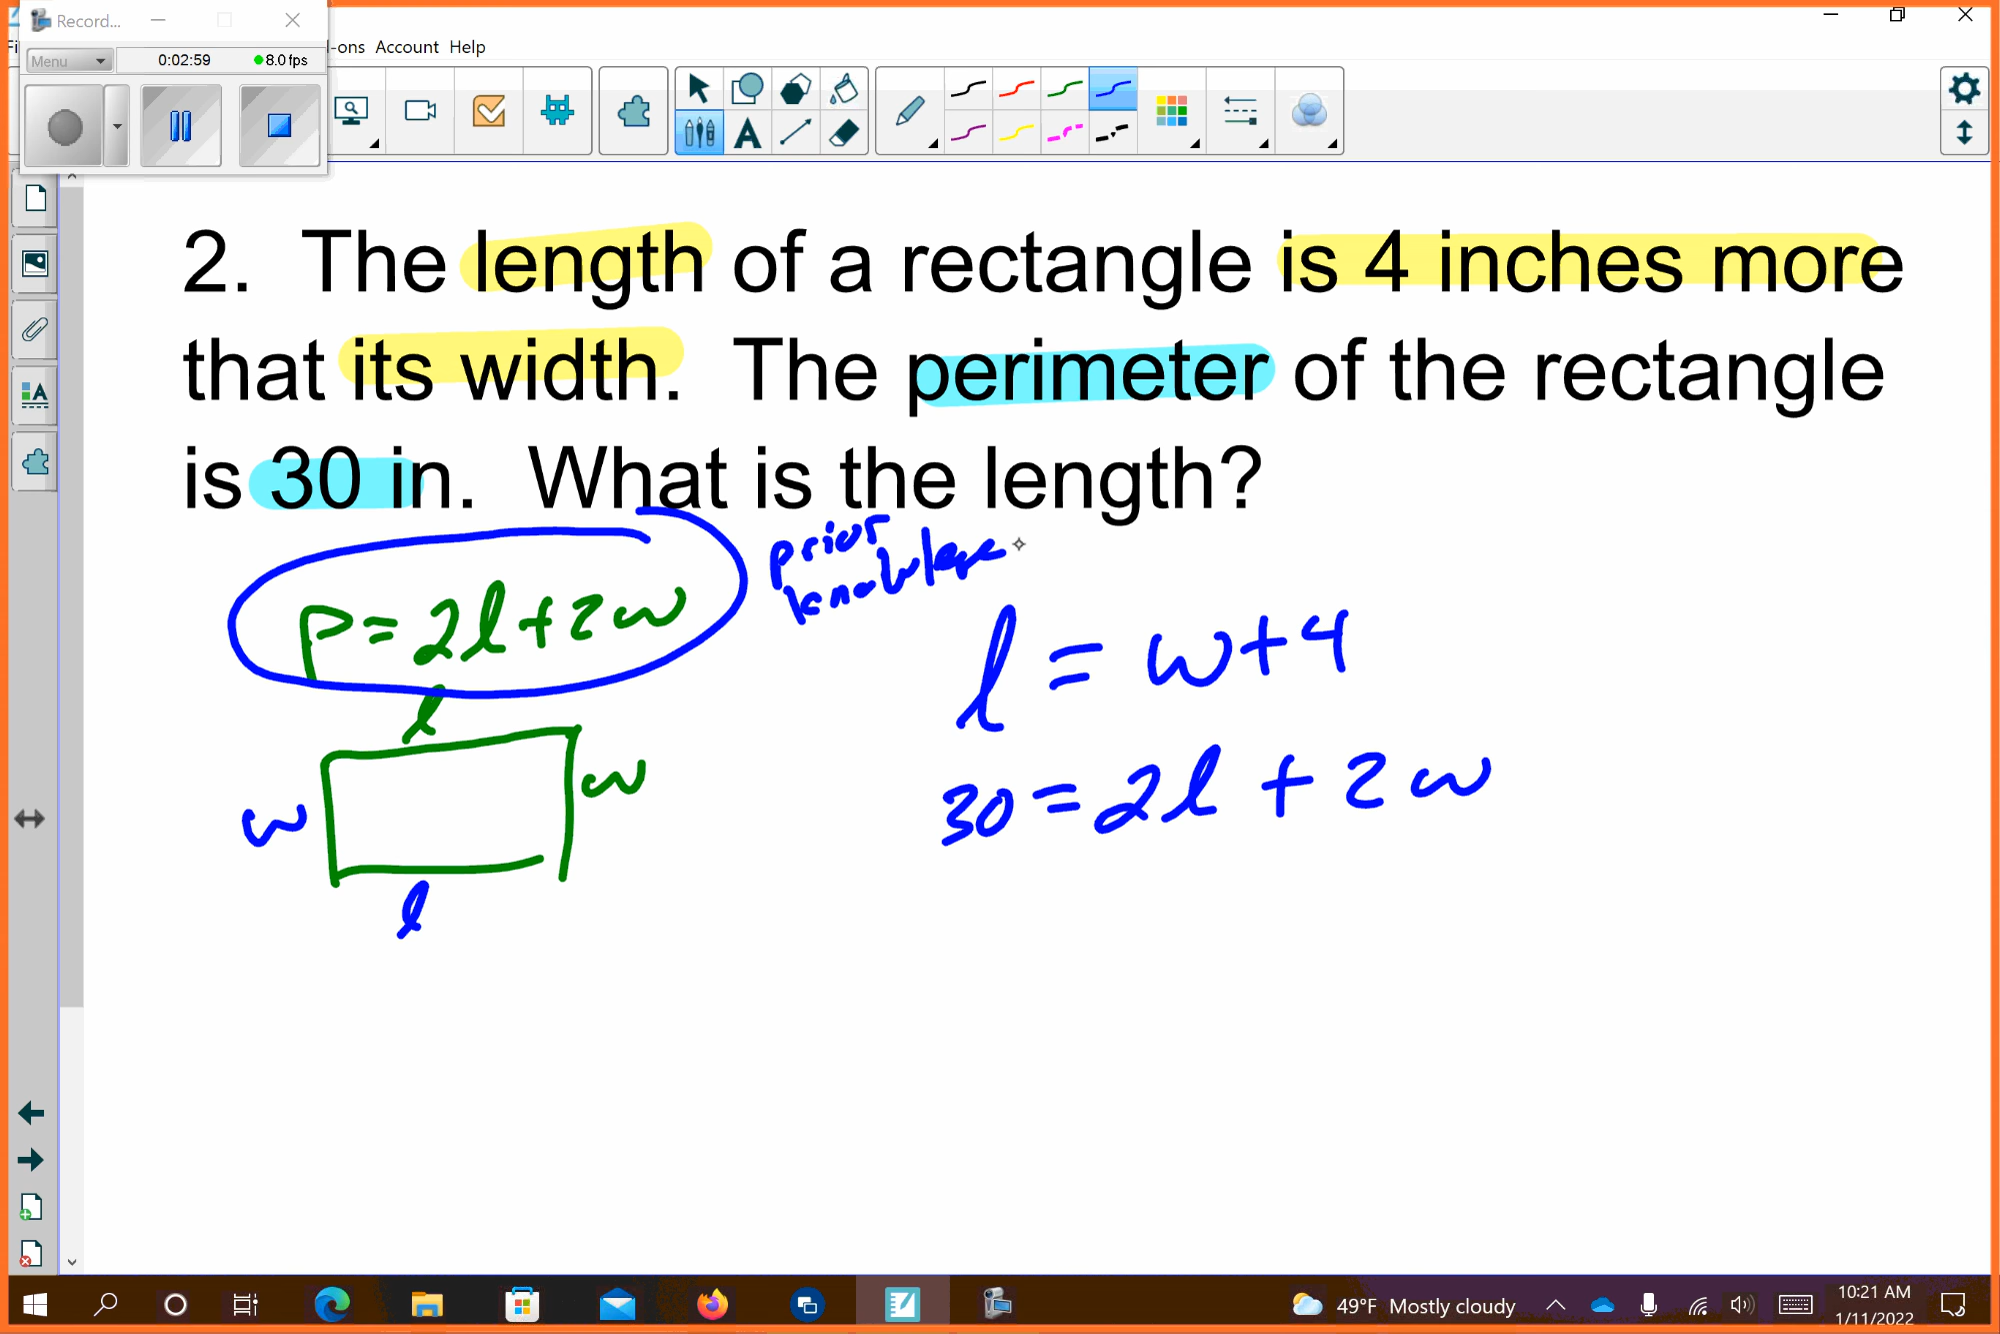 Record...
Menu
0:02:59
8.0 fps
Fi
-ons Account Help
2. The length of a rectangle is 4 inches more
that its width. The perimeter of the rectangle
is 30 in. What is the length?
prior
knowledge
P = 2l + 2w
l = w + 4
l
w
w
30 = 2l + 2w
l
49°F Mostly cloudy
10:21 AM
1/11/2022